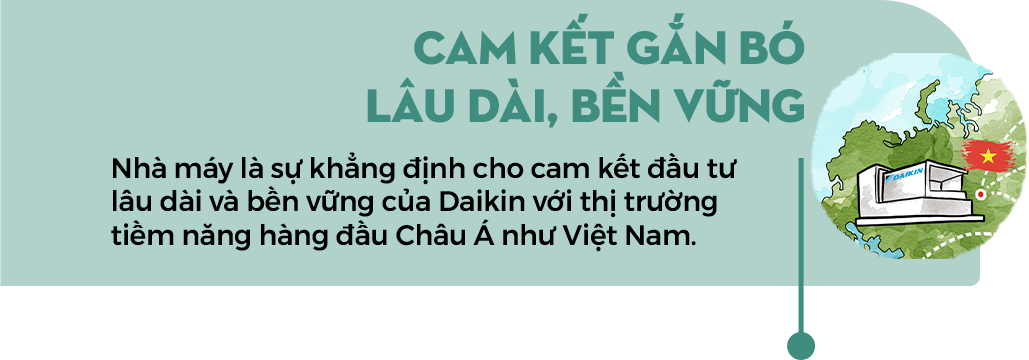 CAM KẾT GẮN BÓ
LÂU DÀI, BỀN VỮNG
Nhà máy là sự khẳng định cho cam kết đầu tư
lâu dài và bền vững của Daikin với thị trường
tiềm năng hàng đầu Châu Á như Việt Nam.
DAIKIN